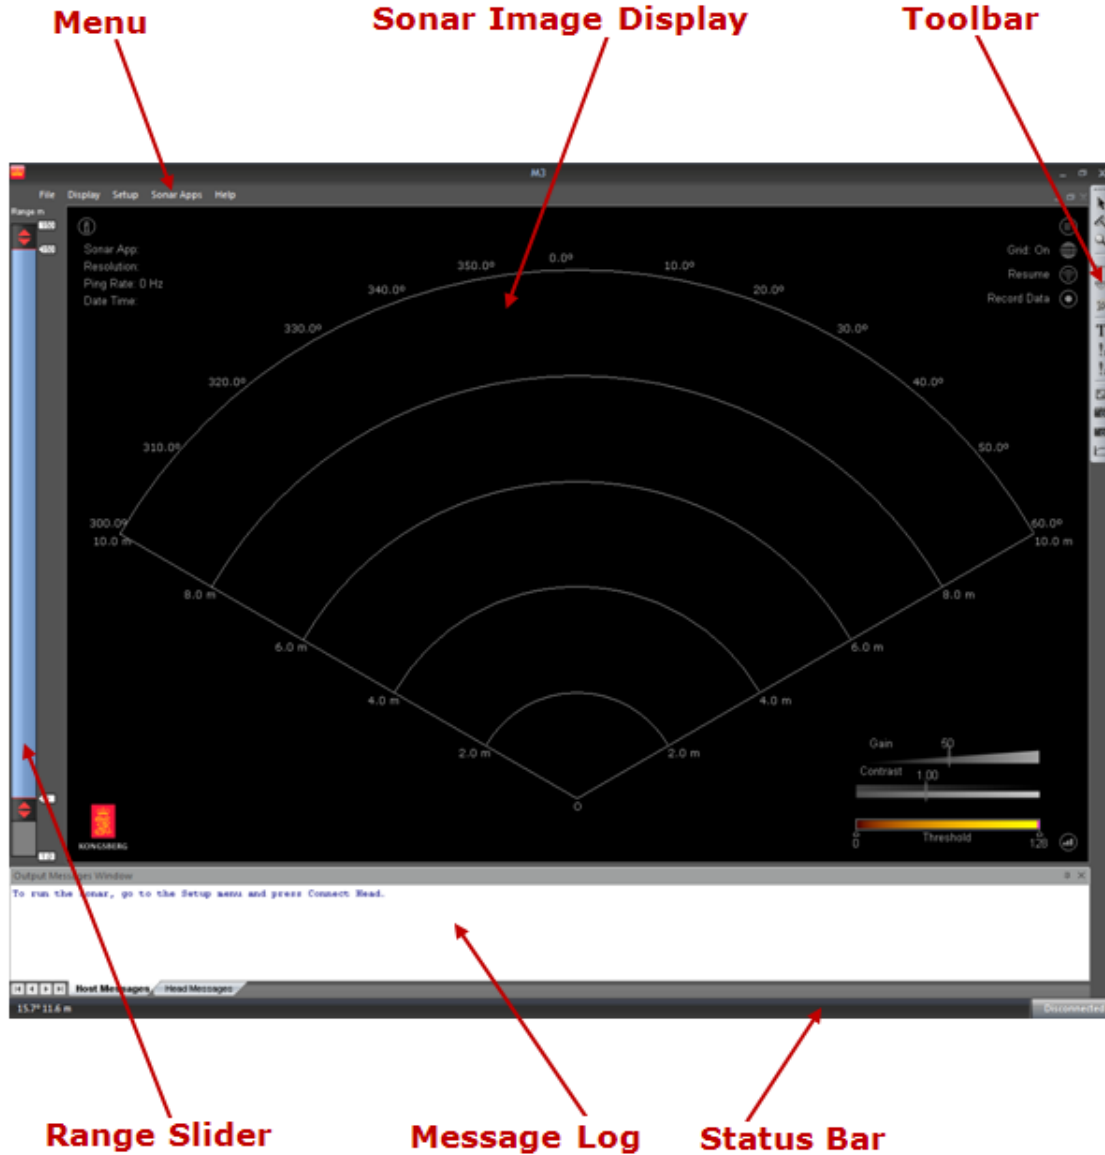 Menu
Sonar Image Display
Toolbar
M3
File Display Setup Sonar Apps Help
Range m
Sonar App:
Resolution:
Ping Rate: 0 Hz
Date Time:
Grid: On
Resume
Record Data
300.0º
310.0º
320.0º
330.0º
340.0º
350.0º
0.0º
10.0º
20.0º
30.0º
40.0º
50.0º
60.0º
10.0 m
10.0 m
8.0 m
8.0 m
6.0 m
6.0 m
4.0 m
4.0 m
2.0 m
2.0 m
0
Gain 50
Contrast 1.00
Threshold
0
128
KONGSBERG
Output Messages Window
To run the Sonar, go to the Setup menu and press Connect Head.
Host Messages Head Messages
15.7º 11.6 m
Disconnected
Range Slider
Message Log
Status Bar